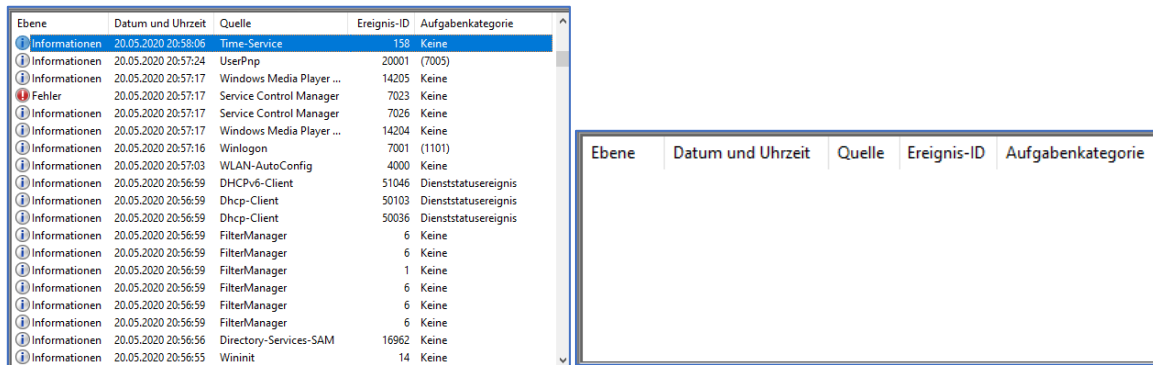 Ebene Datum und Uhrzeit Quelle Ereignis-ID Aufgabenkategorie
Informationen 20.05.2020 20:58:06 Time-Service 158 Keine
Informationen 20.05.2020 20:57:24 UserPnp 20001 (7005)
Informationen 20.05.2020 20:57:17 Windows Media Player ... 14205 Keine
Fehler 20.05.2020 20:57:17 Service Control Manager 7023 Keine
Informationen 20.05.2020 20:57:17 Service Control Manager 7026 Keine
Informationen 20.05.2020 20:57:17 Windows Media Player ... 14204 Keine
Informationen 20.05.2020 20:57:16 Winlogon 7001 (1101)
Informationen 20.05.2020 20:57:03 WLAN-AutoConfig 4000 Keine
Informationen 20.05.2020 20:56:59 DHCPv6-Client 51046 Dienststatusereignis
Informationen 20.05.2020 20:56:59 Dhcp-Client 50103 Dienststatusereignis
Informationen 20.05.2020 20:56:59 Dhcp-Client 50036 Dienststatusereignis
Informationen 20.05.2020 20:56:59 FilterManager 6 Keine
Informationen 20.05.2020 20:56:59 FilterManager 6 Keine
Informationen 20.05.2020 20:56:59 FilterManager 1 Keine
Informationen 20.05.2020 20:56:59 FilterManager 6 Keine
Informationen 20.05.2020 20:56:59 FilterManager 6 Keine
Informationen 20.05.2020 20:56:59 FilterManager 6 Keine
Informationen 20.05.2020 20:56:56 Directory-Services-SAM 16962 Keine
Informationen 20.05.2020 20:56:55 Wininit 14 Keine
Ebene Datum und Uhrzeit Quelle Ereignis-ID Aufgabenkategorie